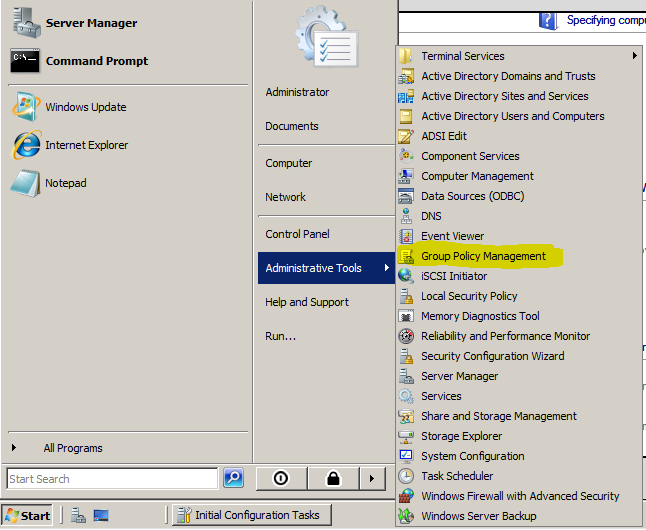 Server Manager
Command Prompt
Windows Update
Internet Explorer
Notepad
All Programs
Start Search
Administrator
Documents
Computer
Network
Control Panel
Administrative Tools
Help and Support
Run...
Specifying compu
Terminal Services
Active Directory Domains and Trusts
Active Directory Sites and Services
Active Directory Users and Computers
ADSI Edit
Component Services
Computer Management
Data Sources (ODBC)
DNS
Event Viewer
Group Policy Management
iSCSI Initiator
Local Security Policy
Memory Diagnostics Tool
Reliability and Performance Monitor
Security Configuration Wizard
Server Manager
Services
Share and Storage Management
Storage Explorer
System Configuration
Task Scheduler
Windows Firewall with Advanced Security
Windows Server Backup
Start
Initial Configuration Tasks